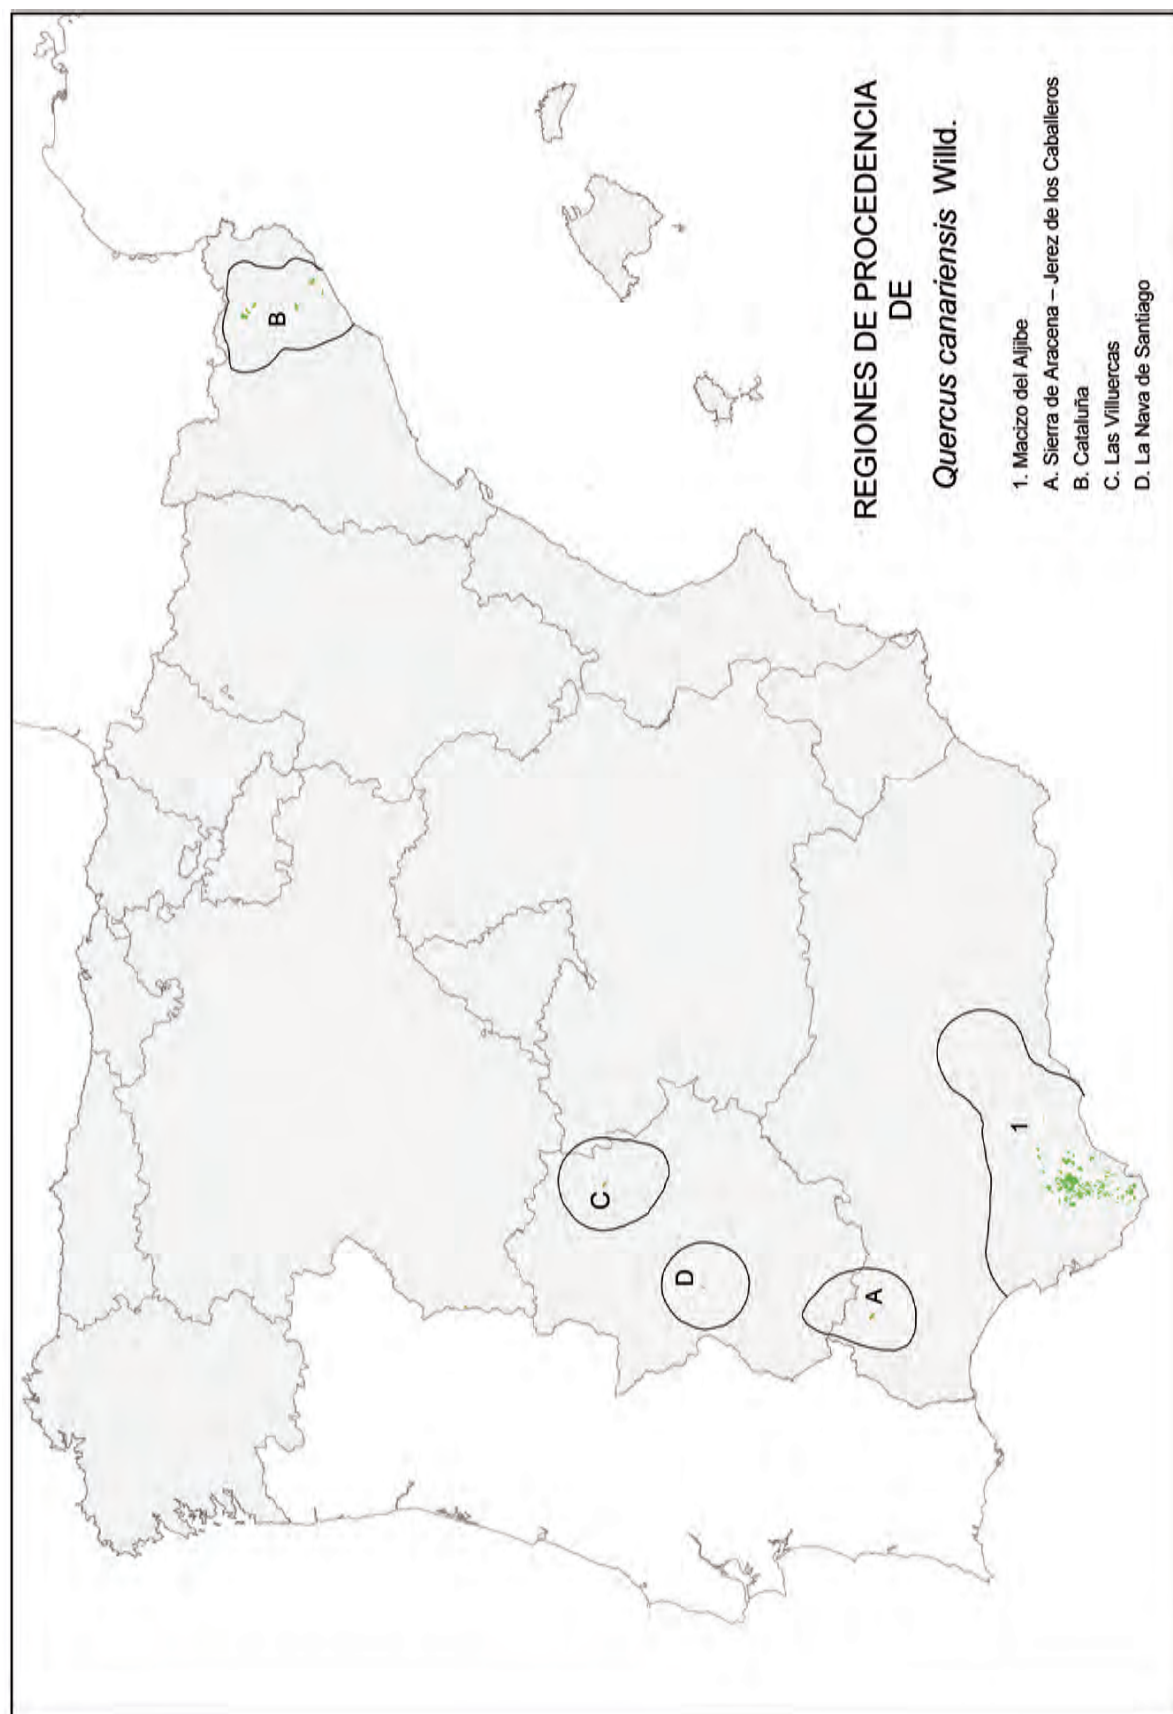 REGIONES DE PROCEDENCIA
DE
Quercus canariensis Willd.
1. Macizo del Aljibe
A. Sierra de Aracena – Jerez de los Caballeros
B. Cataluña
C. Las Villuercas
D. La Nava de Santiago
B
C
D
A
1